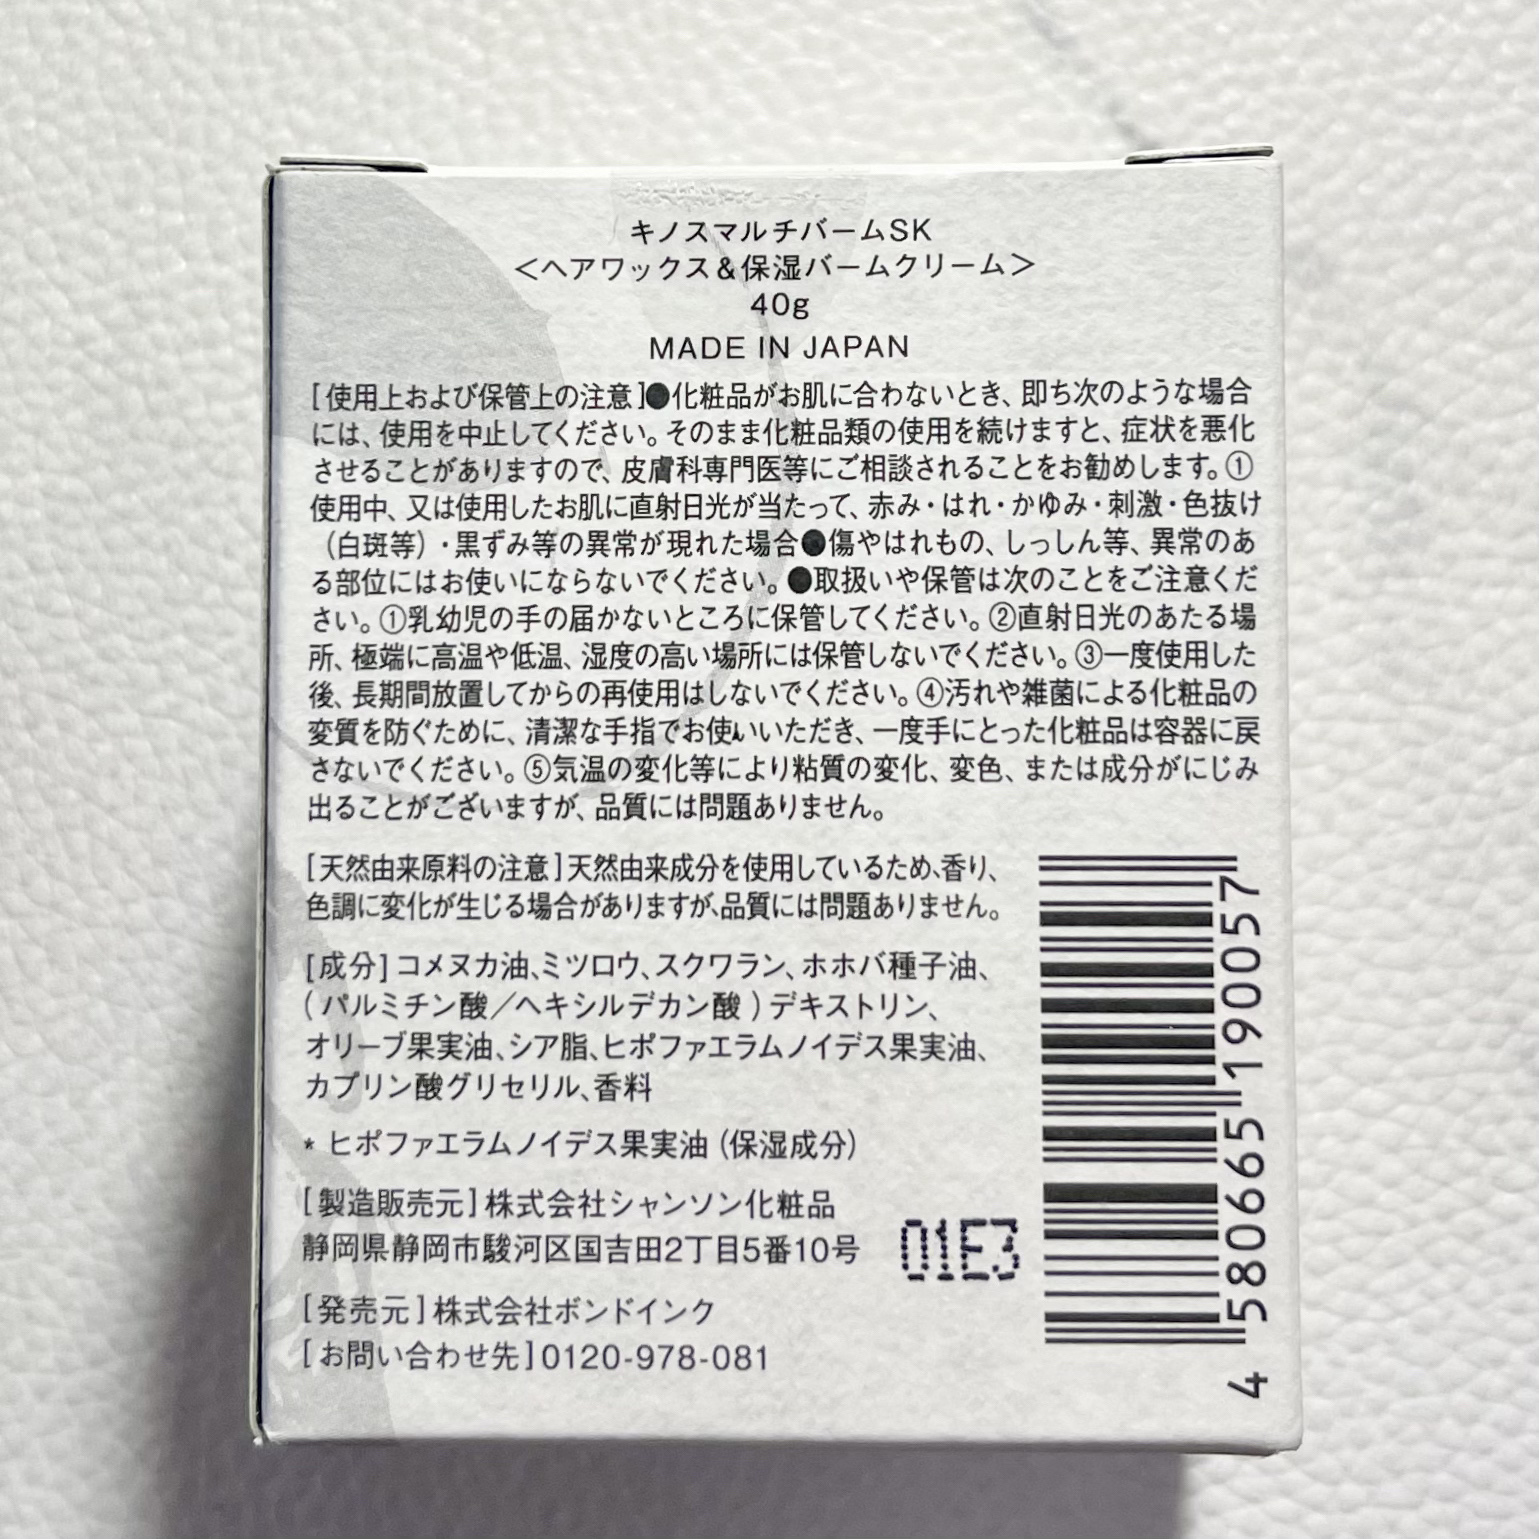 キノスマルチバームSK
＜ヘアワックス＆保湿バームクリーム＞
40g
MADE IN JAPAN
[使用上および保管上の注意]●化粧品がお肌に合わないとき、即ち次のような場合
には、使用を中止してください。そのまま化粧品類の使用を続けますと、症状を悪化
させることがありますので、皮膚科専門医等にご相談されることをお勧めします。①
使用中、又は使用したお肌に直射日光が当たって、赤み・はれ・かゆみ・刺激・色抜け
（白斑等）・黒ずみ等の異常が現れた場合●傷やはれもの、しっしん等、異常のあ
る部位にはお使いにならないでください。●取扱いや保管は次のことをご注意くだ
さい。①乳幼児の手の届かないところに保管してください。②直射日光のあたる場
所、極端に高温や低温、湿度の高い場所には保管しないでください。③一度使用した
後、長期間放置してからの再使用はしないでください。④汚れや雑菌による化粧品の
変質を防ぐために、清潔な手指でお使いいただき、一度手にとった化粧品は容器に戻
さないでください。⑤気温の変化等により粘質の変化、変色、または成分がにじみ
出ることがございますが、品質には問題ありません。
[天然由来原料の注意]天然由来成分を使用しているため、香り、
色調に変化が生じる場合がありますが、品質には問題ありません。
[成分]コメヌカ油、ミツロウ、スクワラン、ホホバ種子油、
(パルミチン酸／ヘキシルデカン酸)デキストリン、
オリーブ果実油、シア脂、ヒポファエラムノイデス果実油、
カプリン酸グリセリル、香料
* ヒポファエラムノイデス果実油（保湿成分）
[製造販売元]株式会社シャンソン化粧品
静岡県静岡市駿河区国吉田2丁目5番10号
[発売元]株式会社ボンドインク
[お問い合わせ先]0120-978-081
01E3
4 580665 190057